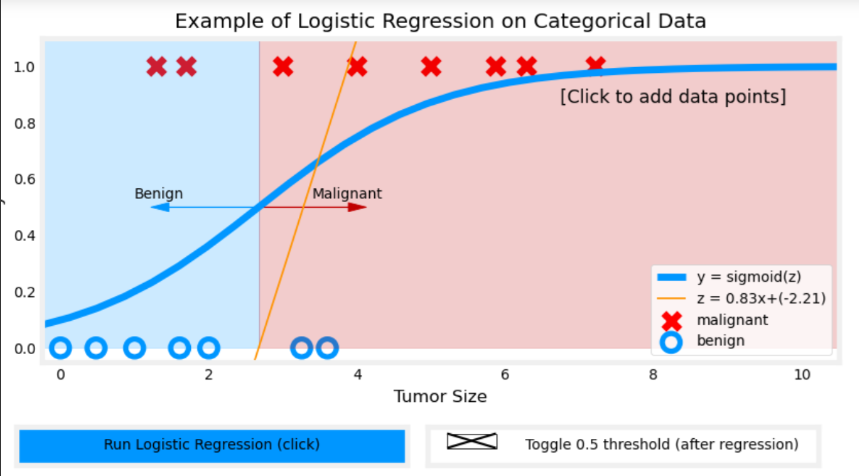 Example of Logistic Regression on Categorical Data
1.0
0.8
0.6
0.4
0.2
0.0
[Click to add data points]
Benign
Malignant
y = sigmoid(z)
z = 0.83x+(-2.21)
malignant
benign
0 2 4 6 8 10
Tumor Size
Run Logistic Regression (click)
Toggle 0.5 threshold (after regression)